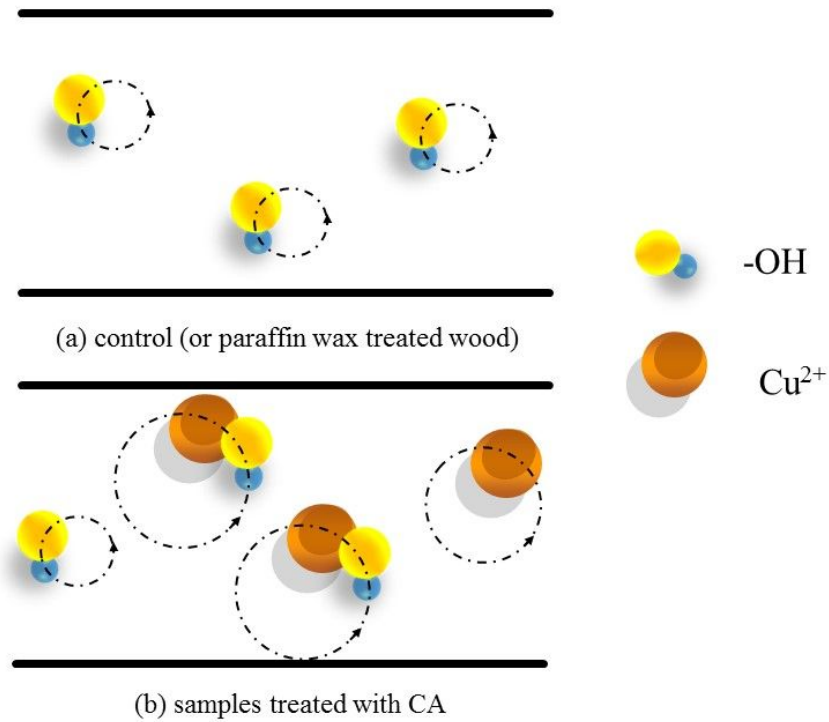 -OH
Cu²⁺
(a) control (or paraffin wax treated wood)
(b) samples treated with CA